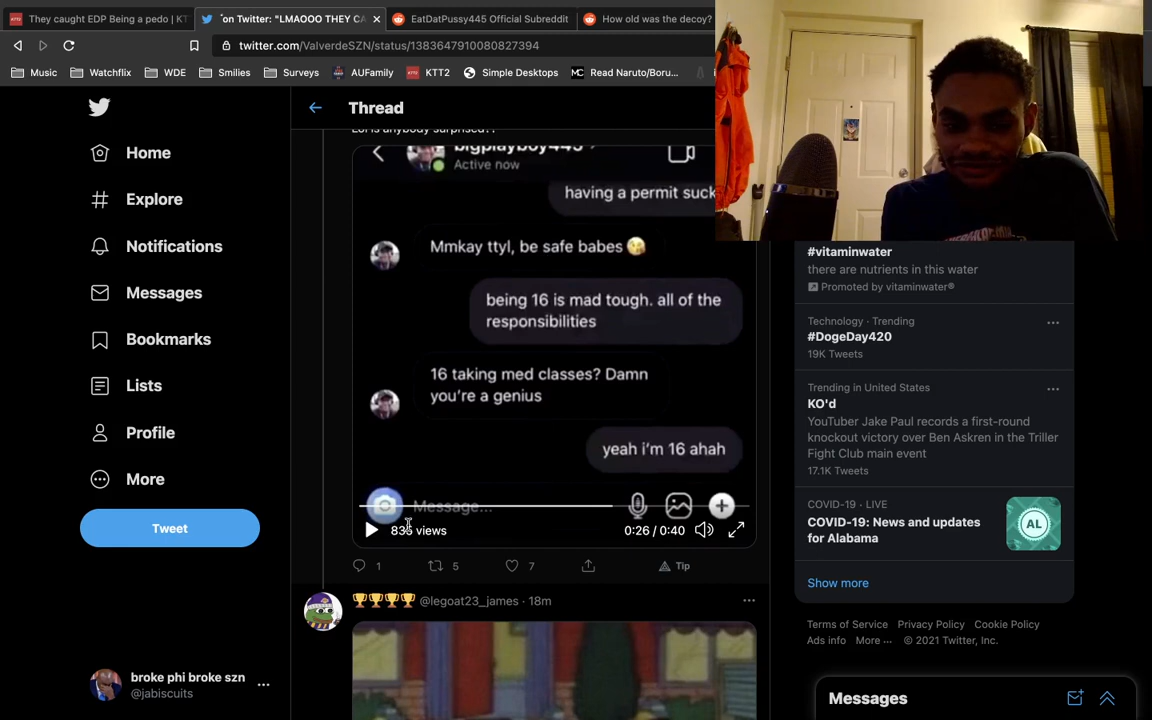 They caught EDP Being a pedo | KT
on Twitter: "LMAOOO THEY CA
EatDatPussy445 Official Subreddit
How old was the decoy?
twitter.com/ValverdeSZN/status/1383647910080827394
Music
Watchflix
WDE
Smilies
Surveys
AUFamily
KTT2
Simple Desktops
Read Naruto/Boru...
Thread
Home
Explore
Notifications
Messages
Bookmarks
Lists
Profile
More
Tweet
broke phi broke szn
@jabiscuits
Lol is anybody surprised??
bigplayboy445
Active now
having a permit suck
Mmkay ttyl, be safe babes 😘
being 16 is mad tough. all of the
responsibilities
16 taking med classes? Damn
you're a genius
yeah i'm 16 ahah
Message...
views
0:26 / 0:40
1
5
7
Tip
🏆🏆🏆🏆 @legoat23_james · 18m
#vitaminwater
there are nutrients in this water
Promoted by vitaminwater®
Technology · Trending
#DogeDay420
19K Tweets
Trending in United States
KO'd
YouTuber Jake Paul records a first-round
knockout victory over Ben Askren in the Triller
Fight Club main event
17.1K Tweets
COVID-19 · LIVE
COVID-19: News and updates
for Alabama
AL
Show more
Terms of Service Privacy Policy Cookie Policy
Ads info More ··· © 2021 Twitter, Inc.
Messages